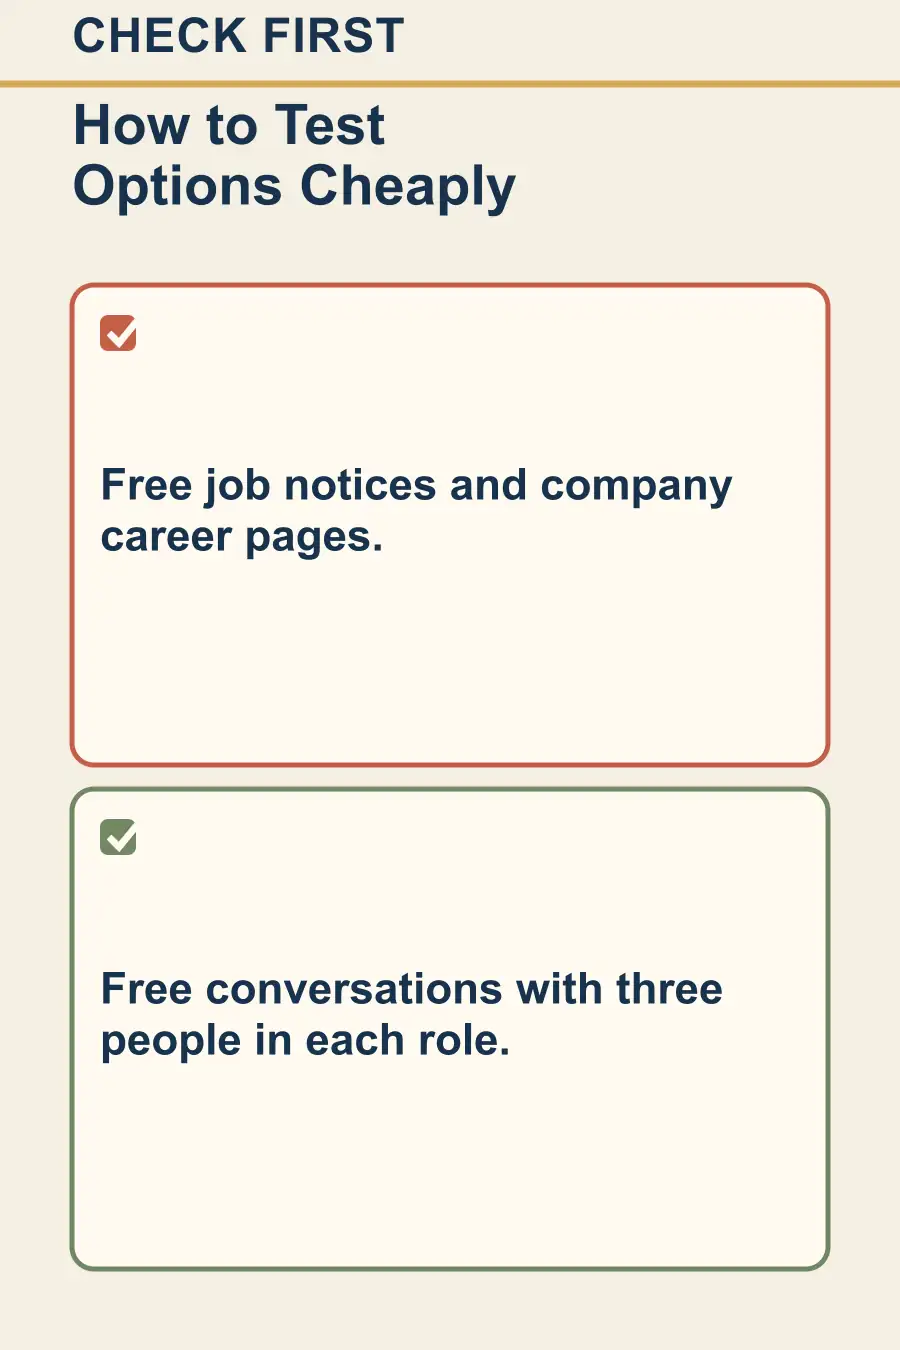 CHECK FIRST
How to Test
Options Cheaply
Free job notices and company
career pages.
Free conversations with three
people in each role.